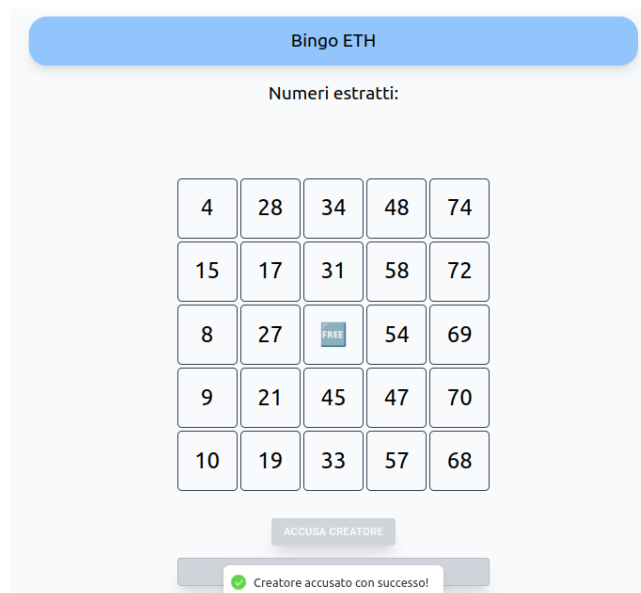 Bingo ETH
Numeri estratti:
4 28 34 48 74
15 17 31 58 72
8 27 FREE 54 69
9 21 45 47 70
10 19 33 57 68
ACCUSA CREATORE
Creatore accusato con successo!